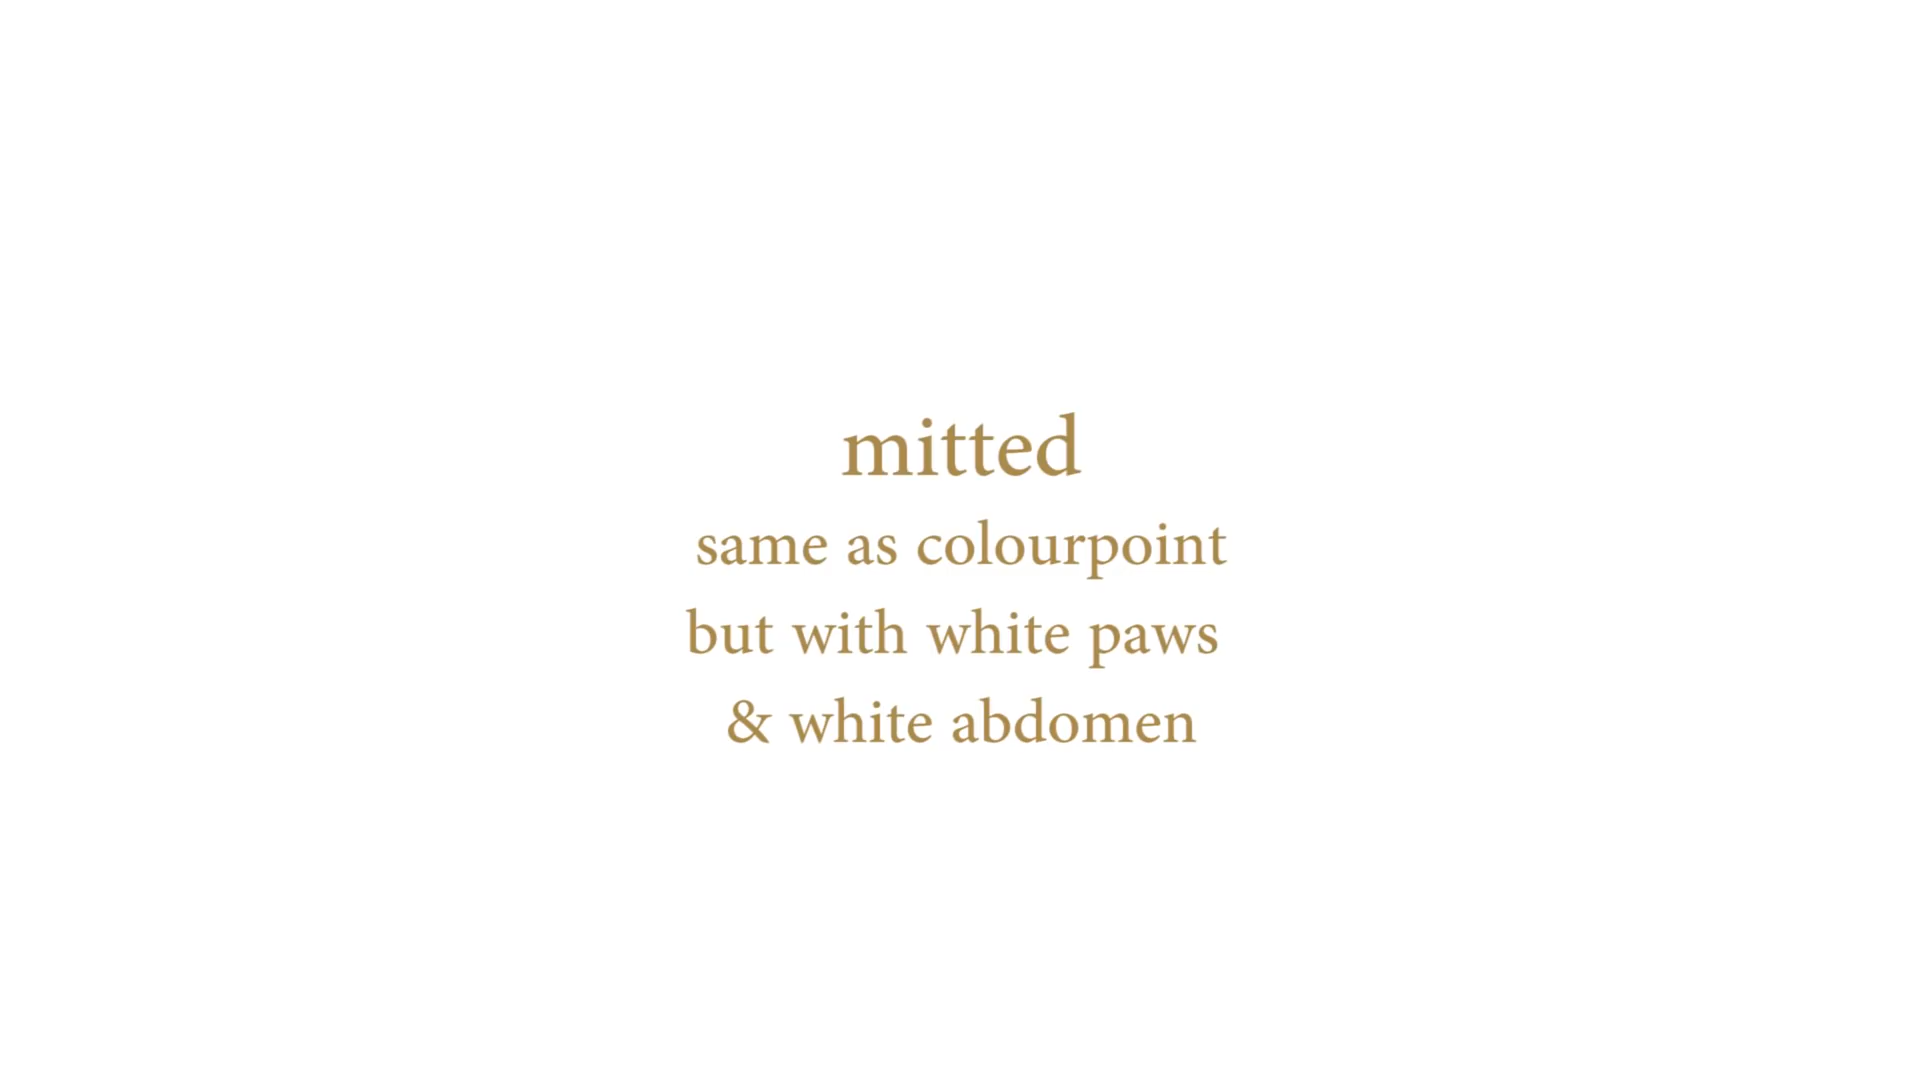 mitted
same as colourpoint
but with white paws
& white abdomen